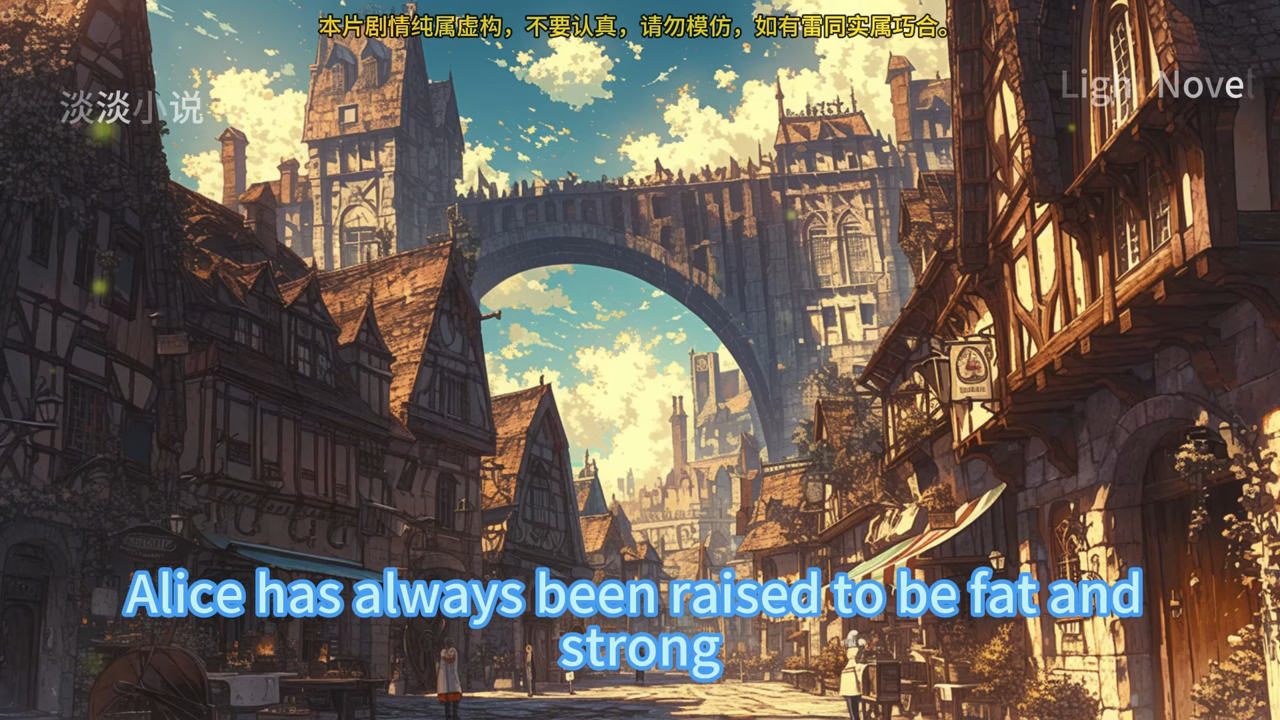 本片剧情纯属虚构，不要认真，请勿模仿，如有雷同实属巧合。
淡淡小说
Light Novel
Alice has always been raised to be fat and
strong